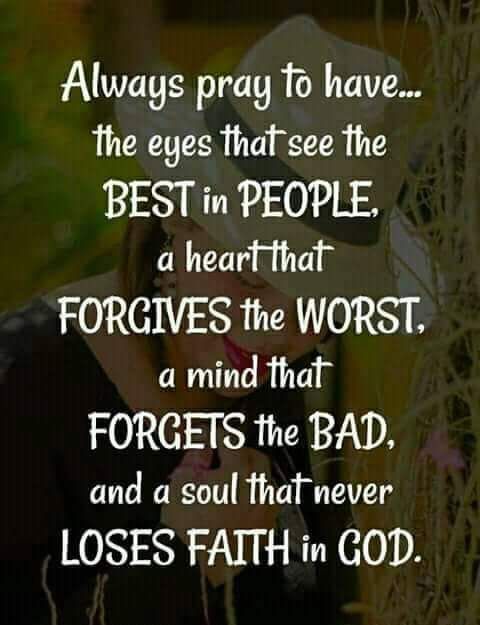 Always pray to have...
the eyes that see the
BEST in PEOPLE,
a heart that
FORGIVES the WORST,
a mind that
FORGETS the BAD,
and a soul that never
LOSES FAITH in GOD.